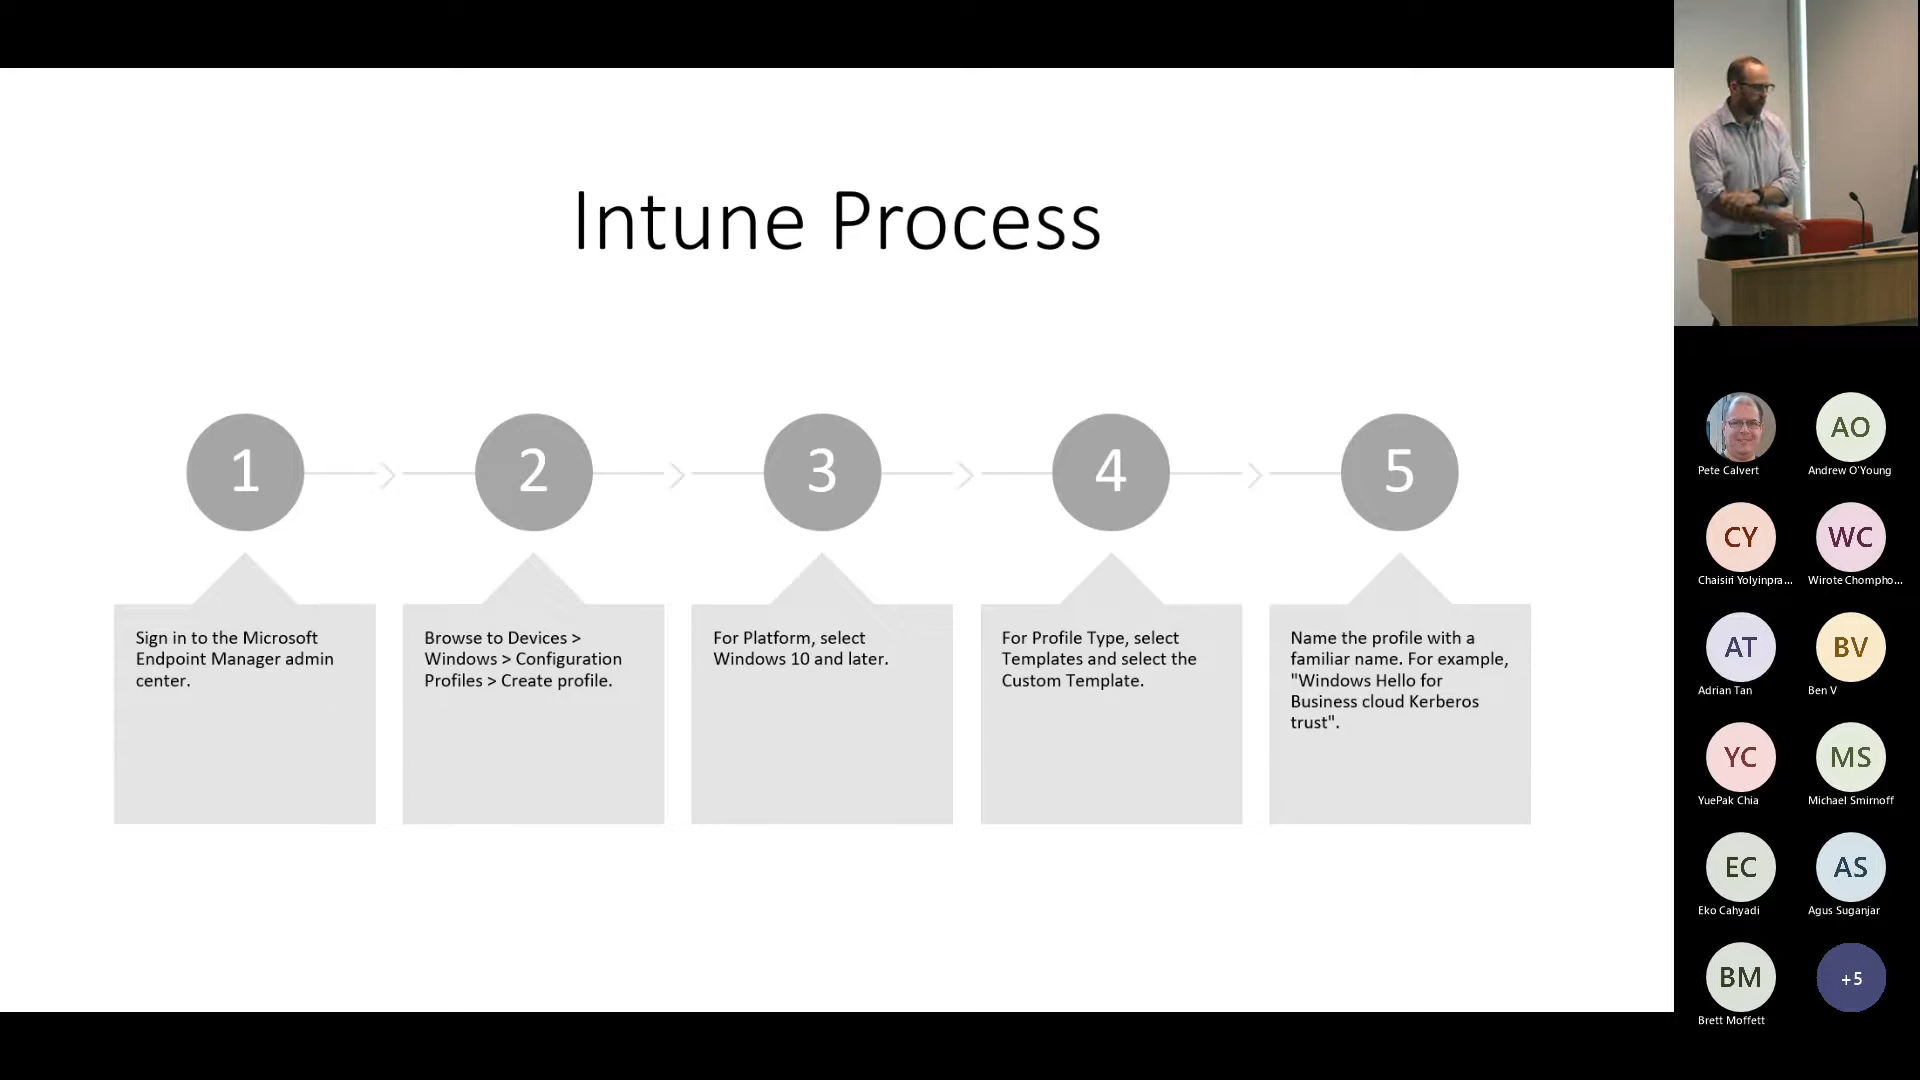 Intune Process
1
2
3
4
5
Sign in to the Microsoft
Endpoint Manager admin
center.
Browse to Devices >
Windows > Configuration
Profiles > Create profile.
For Platform, select
Windows 10 and later.
For Profile Type, select
Templates and select the
Custom Template.
Name the profile with a
familiar name. For example,
"Windows Hello for
Business cloud Kerberos
trust".
AO
Pete Calvert
Andrew O'Young
CY
WC
Chaisiri Yolyinpra...
Wirote Chompho...
AT
BV
Adrian Tan
Ben V
YC
MS
YuePak Chia
Michael Smirnoff
EC
AS
Eko Cahyadi
Agus Suganjar
BM
+5
Brett Moffett